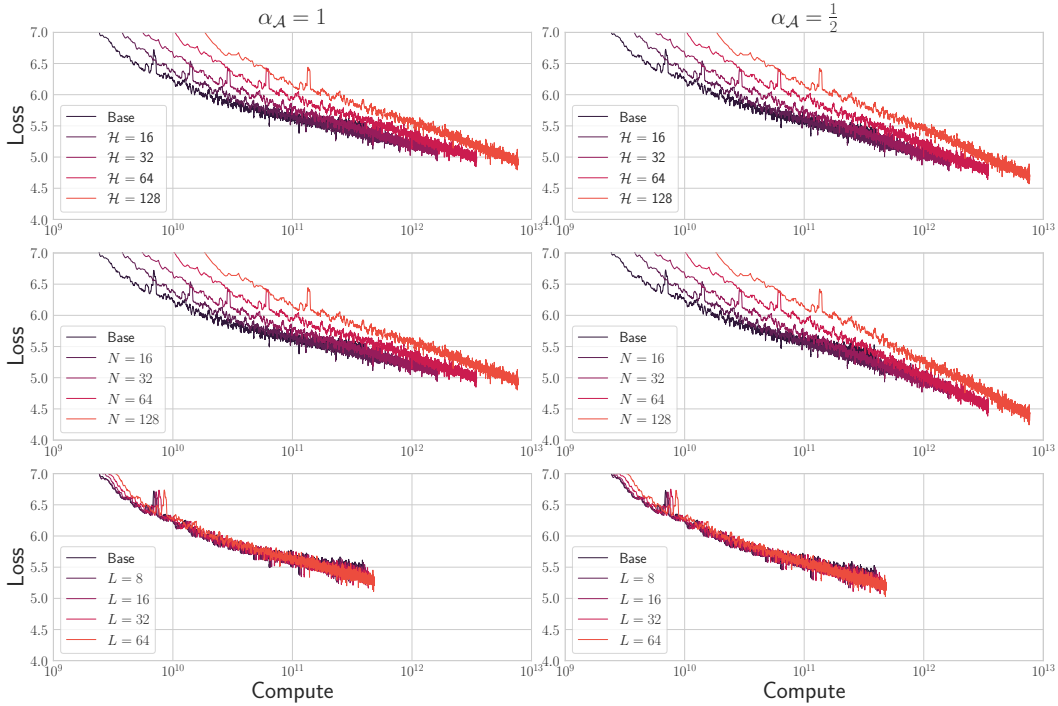 α_𝒜 = 1
α_𝒜 = 1/2
Loss
7.0
6.5
6.0
5.5
5.0
4.5
4.0
Base
ℋ = 16
ℋ = 32
ℋ = 64
ℋ = 128
10^9
10^10
10^11
10^12
10^13
7.0
6.5
6.0
5.5
5.0
4.5
4.0
Base
ℋ = 16
ℋ = 32
ℋ = 64
ℋ = 128
10^9
10^10
10^11
10^12
10^13
Loss
7.0
6.5
6.0
5.5
5.0
4.5
4.0
Base
N = 16
N = 32
N = 64
N = 128
10^9
10^10
10^11
10^12
10^13
7.0
6.5
6.0
5.5
5.0
4.5
4.0
Base
N = 16
N = 32
N = 64
N = 128
10^9
10^10
10^11
10^12
10^13
Loss
7.0
6.5
6.0
5.5
5.0
4.5
4.0
Base
L = 8
L = 16
L = 32
L = 64
10^9
10^10
10^11
10^12
10^13
Compute
7.0
6.5
6.0
5.5
5.0
4.5
4.0
Base
L = 8
L = 16
L = 32
L = 64
10^9
10^10
10^11
10^12
10^13
Compute